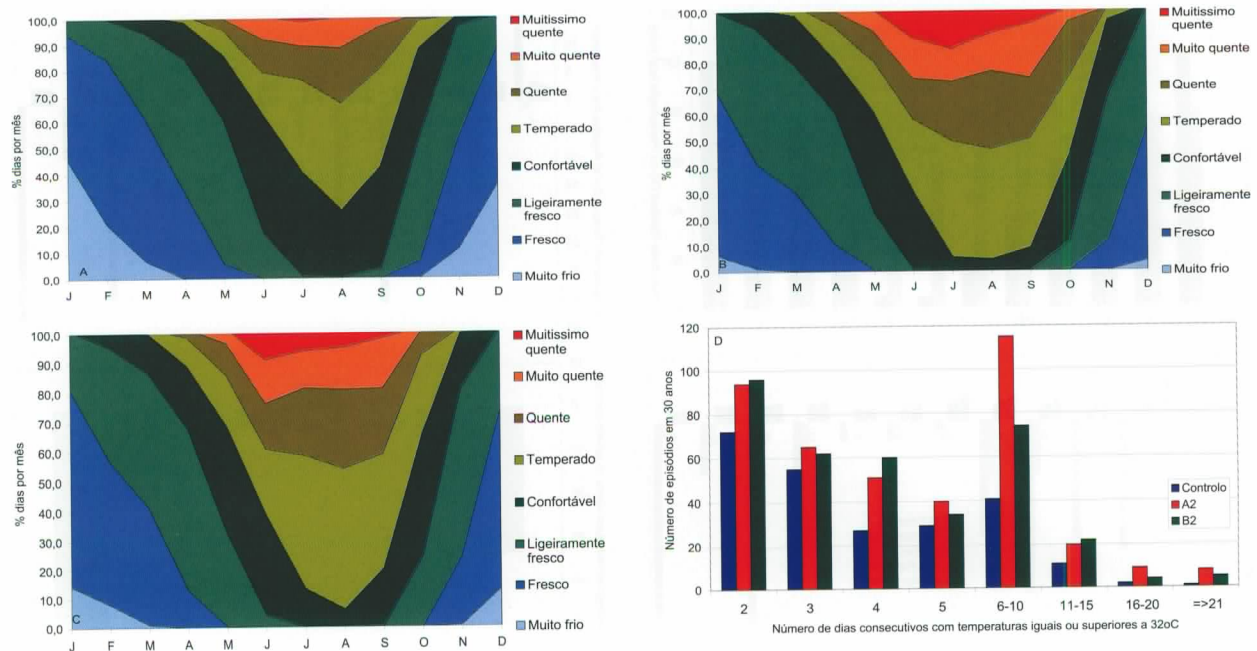 % dias por mês
100,0
90,0
80,0
70,0
60,0
50,0
40,0
30,0
20,0
10,0
0,0
A
J F M A M J J A S O N D
Muitissimo
quente
Muito quente
Quente
Temperado
Confortável
Ligeiramente
fresco
Fresco
Muito frio
% dias por mês
100,0
90,0
80,0
70,0
60,0
50,0
40,0
30,0
20,0
10,0
0,0
B
J F M A M J J A S O N D
Muitissimo
quente
Muito quente
Quente
Temperado
Confortável
Ligeiramente
fresco
Fresco
Muito frio
% dias por mês
100,0
90,0
80,0
70,0
60,0
50,0
40,0
30,0
20,0
10,0
0,0
C
J F M A M J J A S O N D
Muitissimo
quente
Muito quente
Quente
Temperado
Confortável
Ligeiramente
fresco
Fresco
Muito frio
Número de episódios em 30 anos
120
100
80
60
40
20
0
D
Controlo
A2
B2
2 3 4 5 6-10 11-15 16-20 =>21
Número de dias consecutivos com temperaturas iguais ou superiores a 32oC